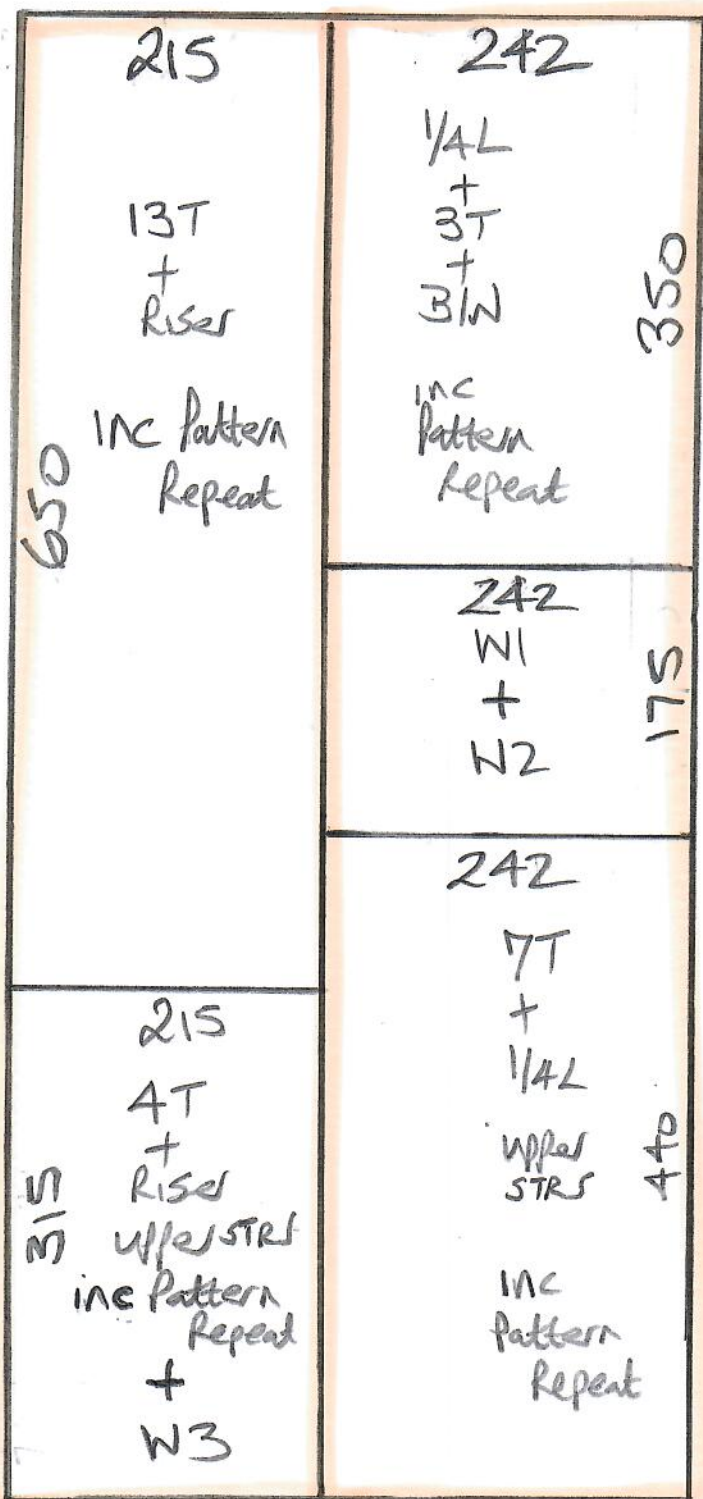 215
13T
+
Riser
inc Pattern
Repeat
650
215
4T
+
Riser
upper STRS
inc Pattern
Repeat
+
W3
315
242
1/4L
+
3T
+
B/N
inc
Pattern
Repeat
350
242
W1
+
W2
175
242
7T
+
1/4L
upper
STRS
inc
Pattern
Repeat
440